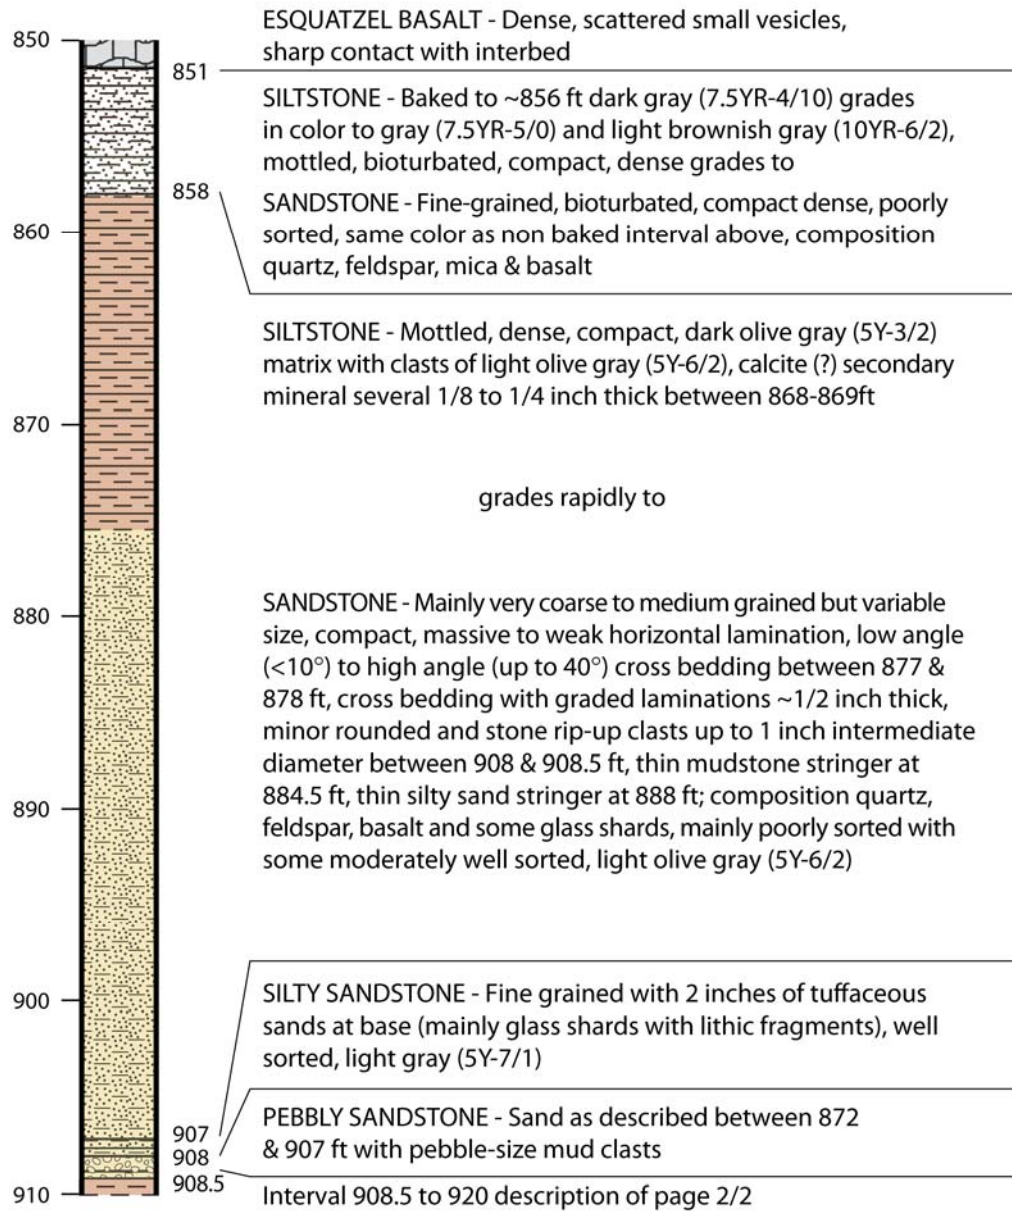 850
ESQUATZEL BASALT - Dense, scattered small vesicles,
sharp contact with interbed
851
SILTSTONE - Baked to ~856 ft dark gray (7.5YR-4/10) grades
in color to gray (7.5YR-5/0) and light brownish gray (10YR-6/2),
mottled, bioturbated, compact, dense grades to
858
SANDSTONE - Fine-grained, bioturbated, compact dense, poorly
sorted, same color as non baked interval above, composition
quartz, feldspar, mica & basalt
860
SILTSTONE - Mottled, dense, compact, dark olive gray (5Y-3/2)
matrix with clasts of light olive gray (5Y-6/2), calcite (?) secondary
mineral several 1/8 to 1/4 inch thick between 868-869ft
870
grades rapidly to
880
SANDSTONE - Mainly very coarse to medium grained but variable
size, compact, massive to weak horizontal lamination, low angle
(<10°) to high angle (up to 40°) cross bedding between 877 &
878 ft, cross bedding with graded laminations ~1/2 inch thick,
minor rounded and stone rip-up clasts up to 1 inch intermediate
diameter between 908 & 908.5 ft, thin mudstone stringer at
884.5 ft, thin silty sand stringer at 888 ft; composition quartz,
feldspar, basalt and some glass shards, mainly poorly sorted with
some moderately well sorted, light olive gray (5Y-6/2)
890
900
SILTY SANDSTONE - Fine grained with 2 inches of tuffaceous
sands at base (mainly glass shards with lithic fragments), well
sorted, light gray (5Y-7/1)
907
PEBBLY SANDSTONE - Sand as described between 872
& 907 ft with pebble-size mud clasts
908
908.5
910
Interval 908.5 to 920 description of page 2/2